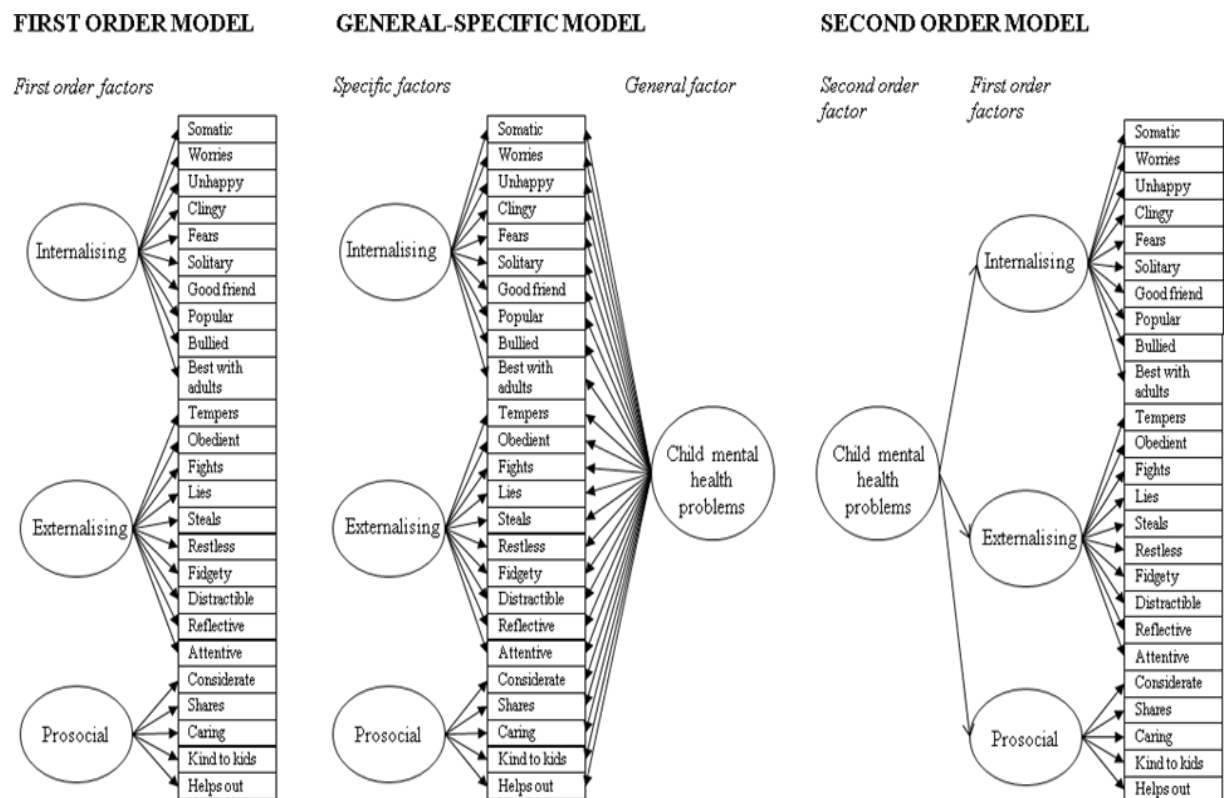 FIRST ORDER MODEL
First order factors
Internalising
Externalising
Prosocial
Somatic
Worries
Unhappy
Clingy
Fears
Solitary
Good friend
Popular
Bullied
Best with
adults
Tempers
Obedient
Fights
Lies
Steals
Restless
Fidgety
Distractible
Reflective
Attentive
Considerate
Shares
Caring
Kind to kids
Helps out
GENERAL-SPECIFIC MODEL
Specific factors
General factor
Internalising
Externalising
Prosocial
Somatic
Worries
Unhappy
Clingy
Fears
Solitary
Good friend
Popular
Bullied
Best with
adults
Tempers
Obedient
Fights
Lies
Steals
Restless
Fidgety
Distractible
Reflective
Attentive
Considerate
Shares
Caring
Kind to kids
Helps out
Child mental
health
problems
SECOND ORDER MODEL
Second order
factor
First order
factors
Child mental
health
problems
Internalising
Externalising
Prosocial
Somatic
Worries
Unhappy
Clingy
Fears
Solitary
Good friend
Popular
Bullied
Best with
adults
Tempers
Obedient
Fights
Lies
Steals
Restless
Fidgety
Distractible
Reflective
Attentive
Considerate
Shares
Caring
Kind to kids
Helps out